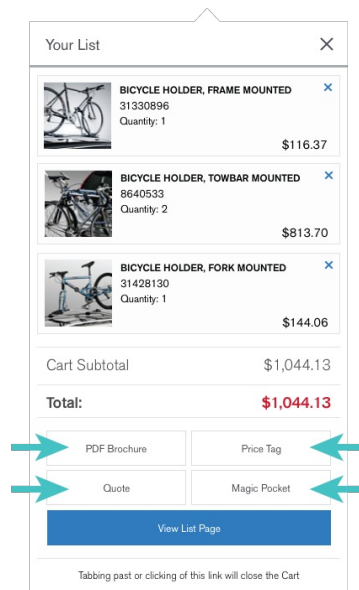 Your List
BICYCLE HOLDER, FRAME MOUNTED
31330896
Quantity: 1
$116.37
BICYCLE HOLDER, TOWBAR MOUNTED
8640533
Quantity: 2
$813.70
BICYCLE HOLDER, FORK MOUNTED
31428130
Quantity: 1
$144.06
Cart Subtotal $1,044.13
Total: $1,044.13
PDF Brochure Price Tag
Quote Magic Pocket
View List Page
Tabbing past or clicking of this link will close the Cart